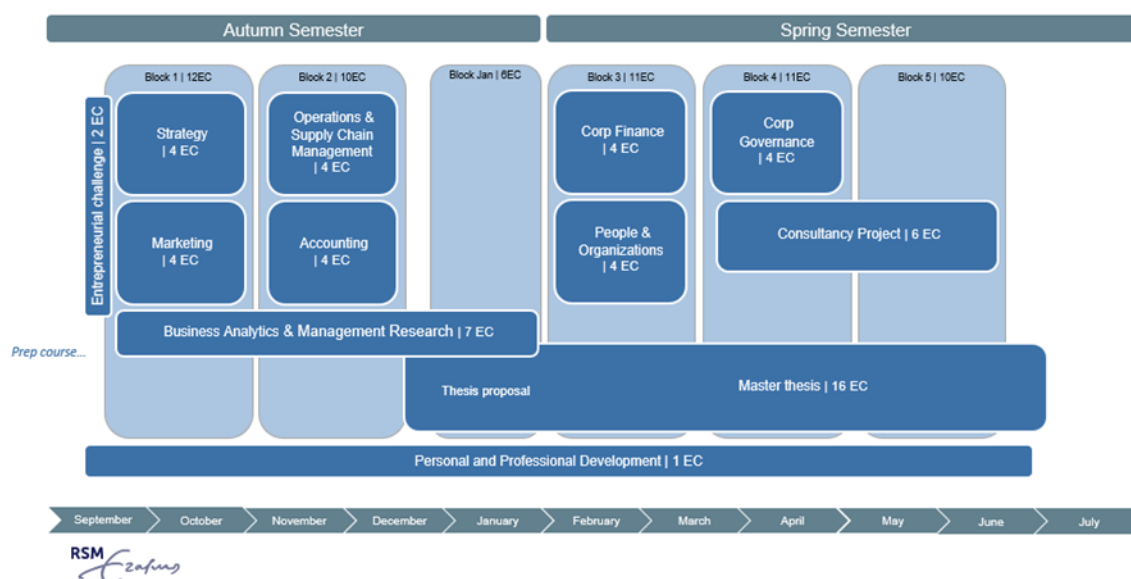 Autumn Semester
Spring Semester
Block 1 | 12EC
Block 2 | 10EC
Block Jan | 6EC
Block 3 | 11EC
Block 4 | 11EC
Block 5 | 10EC
Entrepreneurial challenge | 2 EC
Strategy
| 4 EC
Operations &
Supply Chain
Management
| 4 EC
Corp Finance
| 4 EC
Corp
Governance
| 4 EC
Marketing
| 4 EC
Accounting
| 4 EC
People &
Organizations
| 4 EC
Consultancy Project | 6 EC
Business Analytics & Management Research | 7 EC
Prep course...
Thesis proposal
Master thesis | 16 EC
Personal and Professional Development | 1 EC
September
October
November
December
January
February
March
April
May
June
July
RSM
Erasmus